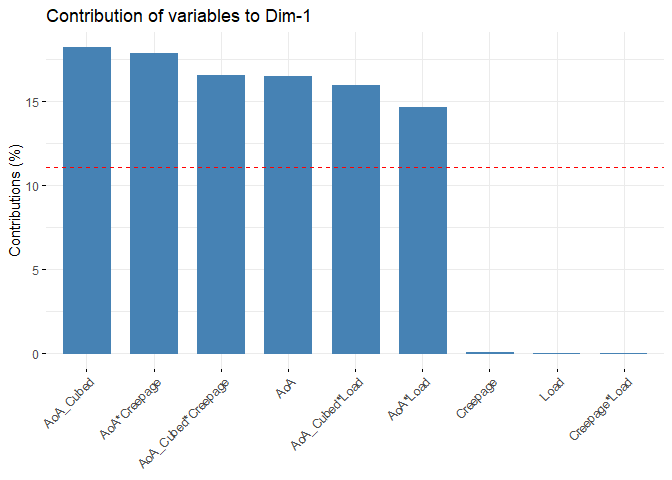 Contribution of variables to Dim-1
Contributions (%)
15
10
5
0
AoA_Cubed
AoA*Creepage
AoA_Cubed*Creepage
AoA
AoA_Cubed*Load
AoA*Load
Creepage
Load
Creepage*Load